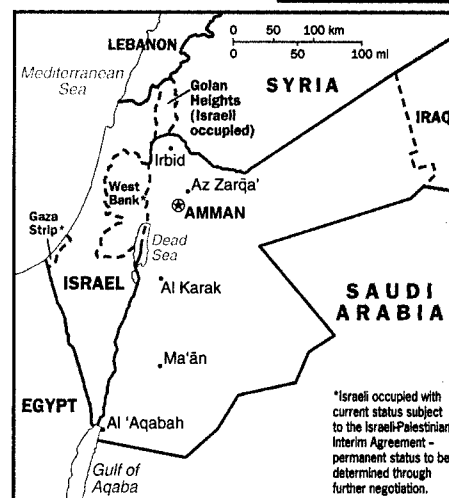 0 50 100 km
0 50 100 mi
LEBANON
Mediterranean
Sea
SYRIA
Golan
Heights
(Israeli
occupied)
IRAQ
Irbid
West
Bank*
Az Zarqa'
AMMAN
Gaza
Strip*
Dead
Sea
ISRAEL
Al Karak
SAUDI
ARABIA
Ma'ān
EGYPT
Al 'Aqabah
Gulf of
Aqaba
*Israeli occupied with
current status subject
to the Israeli-Palestinian
Interim Agreement -
permanent status to be
determined through
further negotiation.